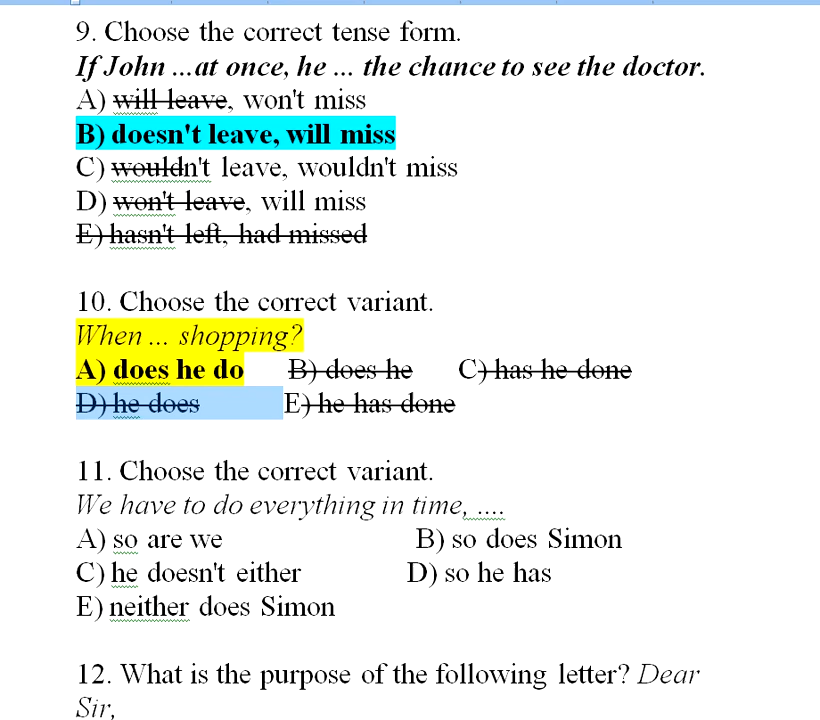 9. Choose the correct tense form.
If John ...at once, he ... the chance to see the doctor.
A) will leave, won't miss
B) doesn't leave, will miss
C) wouldn't leave, wouldn't miss
D) won't leave, will miss
E) hasn't left, had missed
10. Choose the correct variant.
When ... shopping?
A) does he do B) does he C) has he done
D) he does E) he has done
11. Choose the correct variant.
We have to do everything in time, ....
A) so are we B) so does Simon
C) he doesn't either D) so he has
E) neither does Simon
12. What is the purpose of the following letter? Dear
Sir,